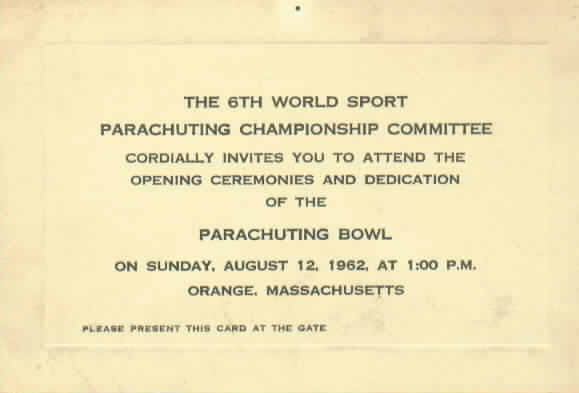 THE 6TH WORLD SPORT
PARACHUTING CHAMPIONSHIP COMMITTEE
CORDIALLY INVITES YOU TO ATTEND THE
OPENING CEREMONIES AND DEDICATION
OF THE
PARACHUTING BOWL
ON SUNDAY, AUGUST 12, 1962, AT 1:00 P.M.
ORANGE, MASSACHUSETTS
PLEASE PRESENT THIS CARD AT THE GATE